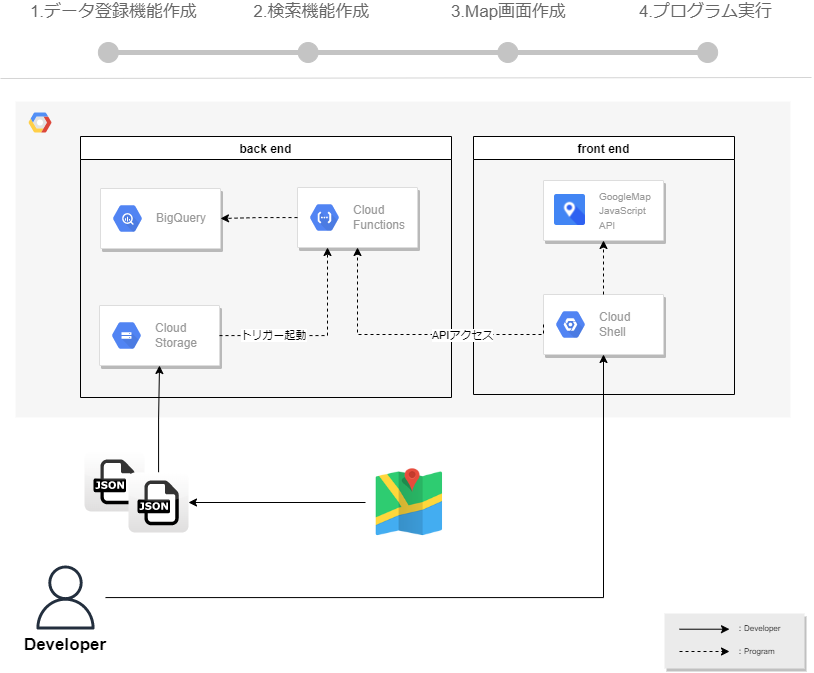 1.データ登録機能作成
2.検索機能作成
3.Map画面作成
4.プログラム実行
back end
front end
BigQuery
Cloud
Functions
GoogleMap
JavaScript
API
Cloud
Storage
トリガー起動
APIアクセス
Cloud
Shell
JSON
JSON
Developer
: Developer
: Program